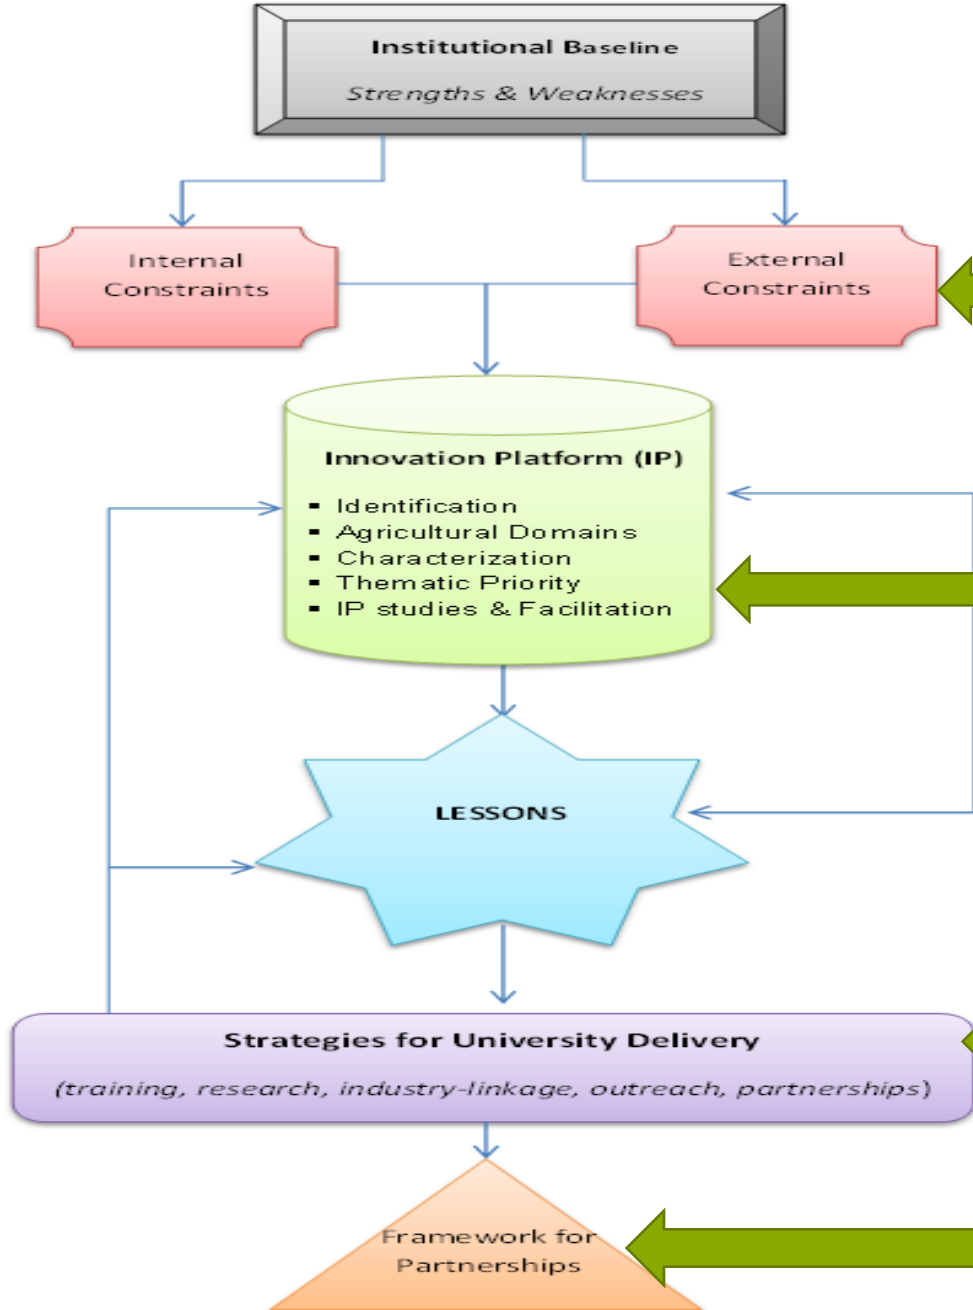 Institutional Baseline
Strengths & Weaknesses
Internal
Constraints
External
Constraints
Innovation Platform (IP)
▪ Identification
▪ Agricultural Domains
▪ Characterization
▪ Thematic Priority
▪ IP studies & Facilitation
LESSONS
Strategies for University Delivery
(training, research, industry-linkage, outreach, partnerships)
Framework for
Partnerships